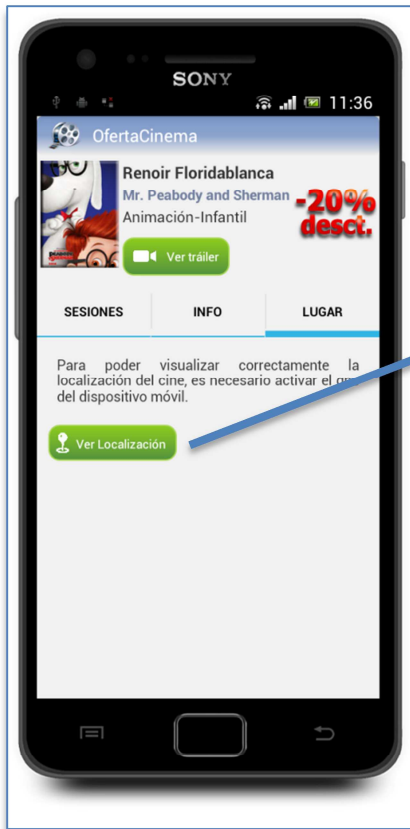 SONY
11:36
OfertaCinema
Renoir Floridablanca
Mr. Peabody and Sherman
Animación-Infantil
-20%
desct.
Ver tráiler
SESIONES INFO LUGAR
Para poder visualizar correctamente la
localización del cine, es necesario activar el
del dispositivo móvil.
Ver Localización